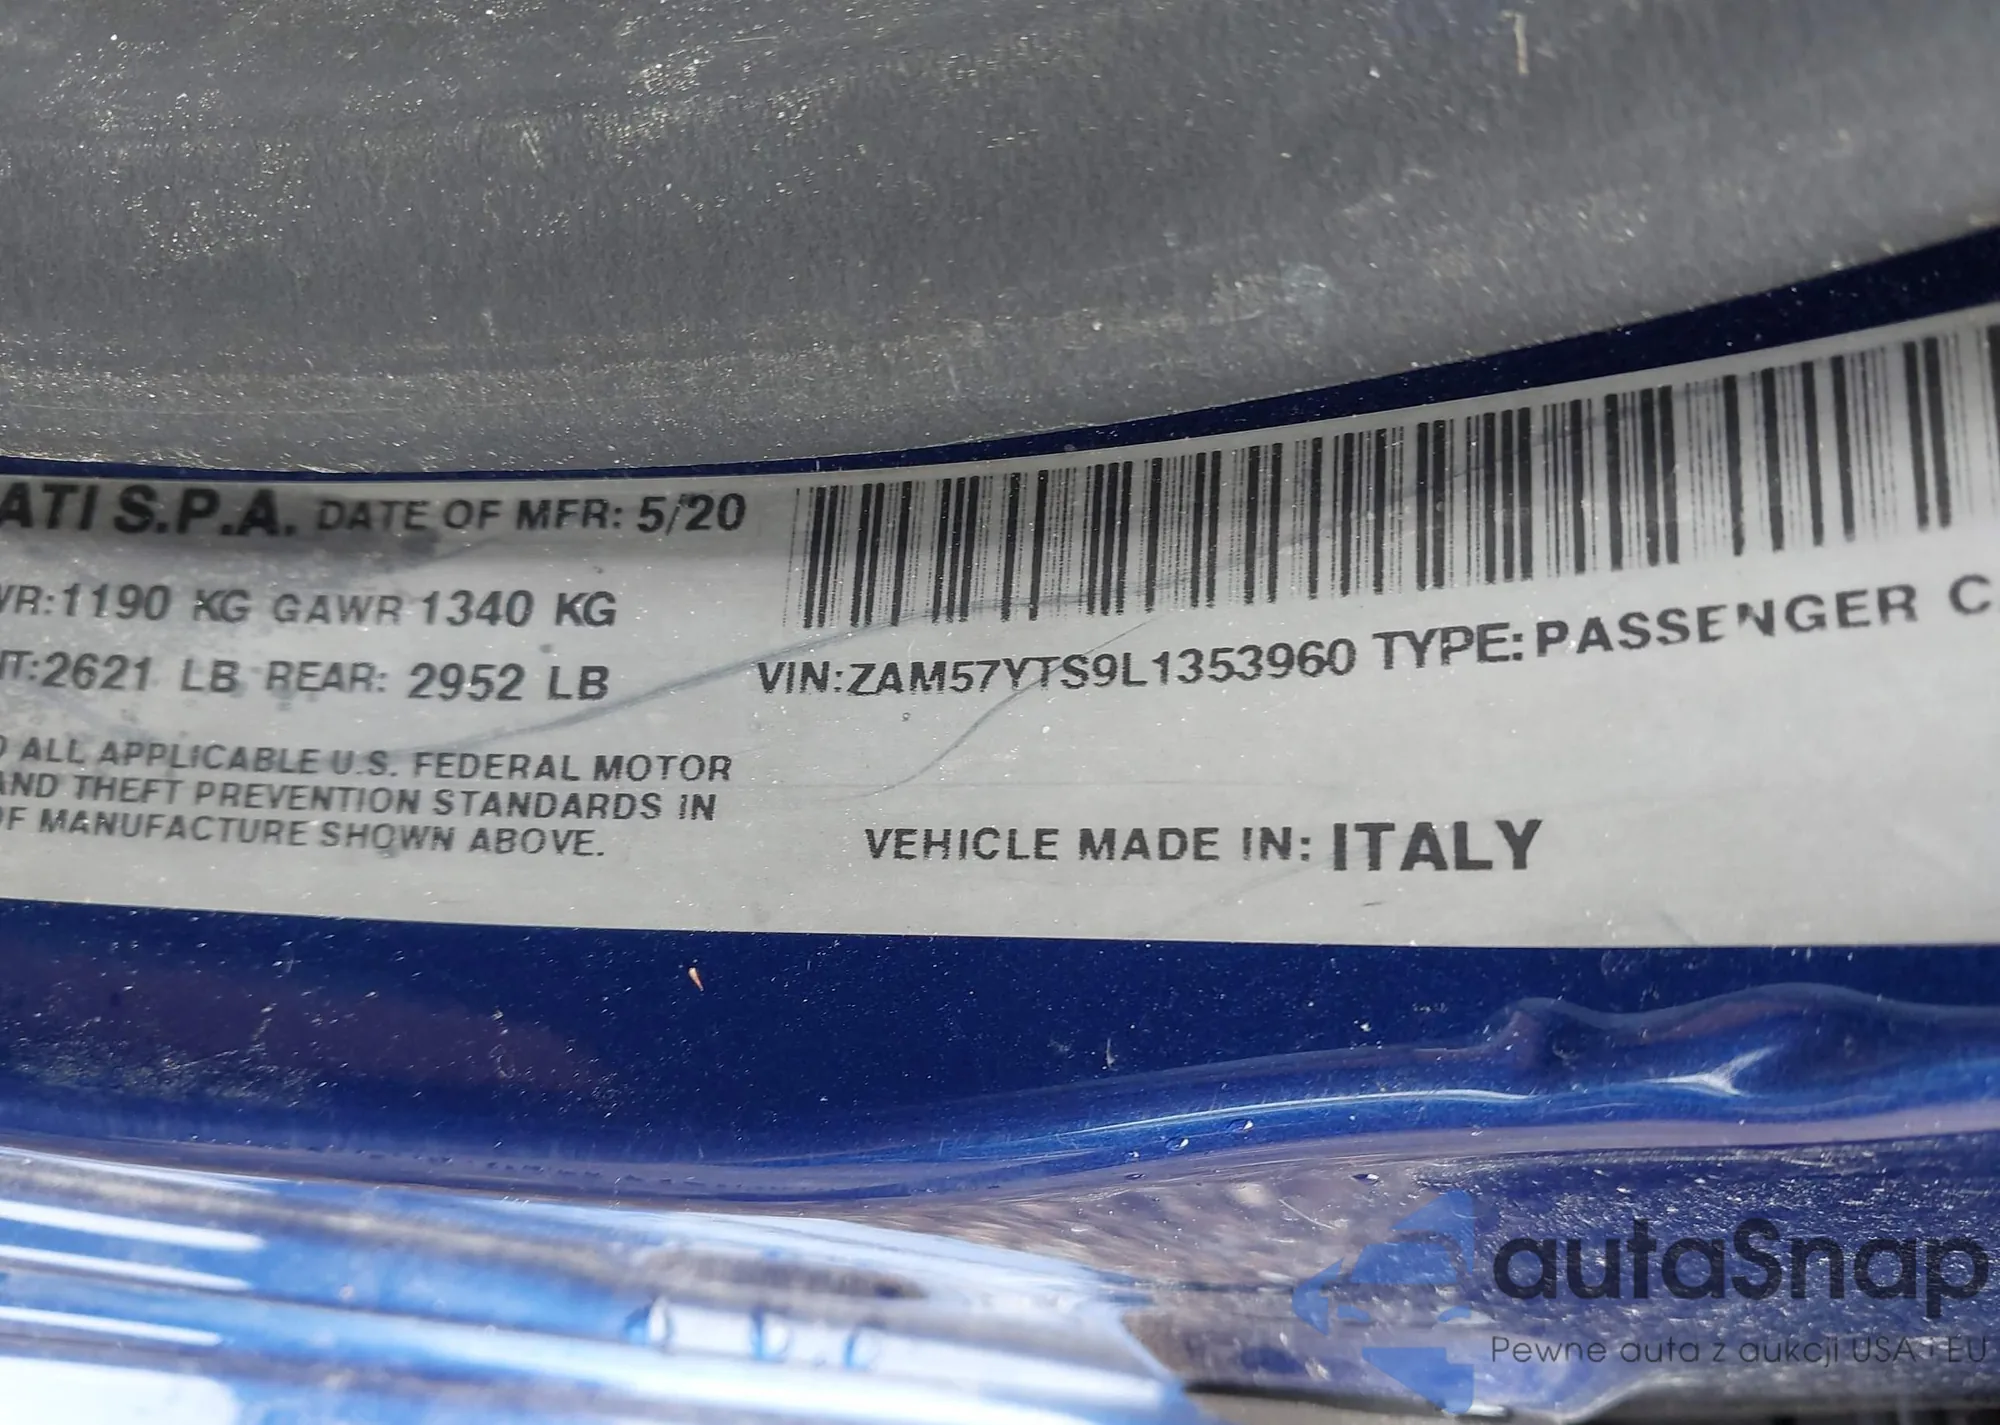 ATI S.P.A. DATE OF MFR: 5/20
WR:1190 KG GAWR 1340 KG
NT:2621 LB REAR: 2952 LB
VIN:ZAM57YTS9L1353960 TYPE:PASSENGER C
ALL APPLICABLE U.S. FEDERAL MOTOR
AND THEFT PREVENTION STANDARDS IN
OF MANUFACTURE SHOWN ABOVE.
VEHICLE MADE IN: ITALY
autaSnap
Pewne auta z aukcji USA i EU